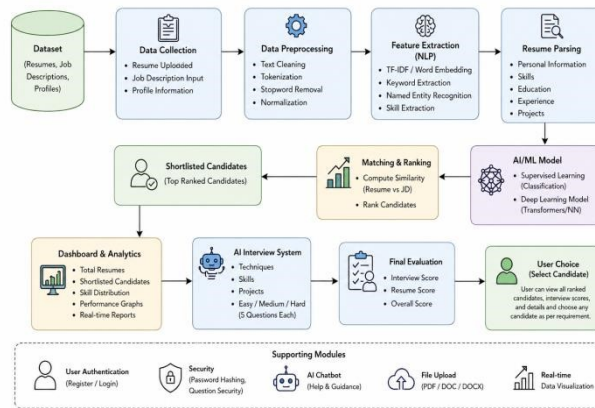 Dataset
(Resumes, Job
Descriptions,
Profiles)
Data Collection
• Resume Uploaded
• Job Description Input
• Profile Information
Data Preprocessing
• Text Cleaning
• Tokenization
• Stopword Removal
• Normalization
Feature Extraction
(NLP)
• TF-IDF / Word Embedding
• Keyword Extraction
• Named Entity Recognition
• Skill Extraction
Resume Parsing
• Personal Information
• Skills
• Education
• Experience
• Projects
AI/ML Model
• Supervised Learning
(Classification)
• Deep Learning Model
(Transformers/NN)
Matching & Ranking
• Compute Similarity
(Resume vs JD)
• Rank Candidates
Shortlisted Candidates
(Top Ranked Candidates)
Dashboard & Analytics
• Total Resumes
• Shortlisted Candidates
• Skill Distribution
• Performance Graphs
• Real-time Reports
AI Interview System
• Techniques
• Skills
• Projects
• Easy / Medium / Hard
(5 Questions Each)
Final Evaluation
• Interview Score
• Resume Score
• Overall Score
User Choice
(Select Candidate)
User can view all ranked
candidates, interview scores,
and details and choose any
candidate as per requirement.
Supporting Modules
User Authentication
(Register / Login)
Security
(Password Hashing,
Question Security)
AI Chatbot
(Help & Guidance)
File Upload
(PDF / DOC / DOCX)
Real-time
Data Visualization